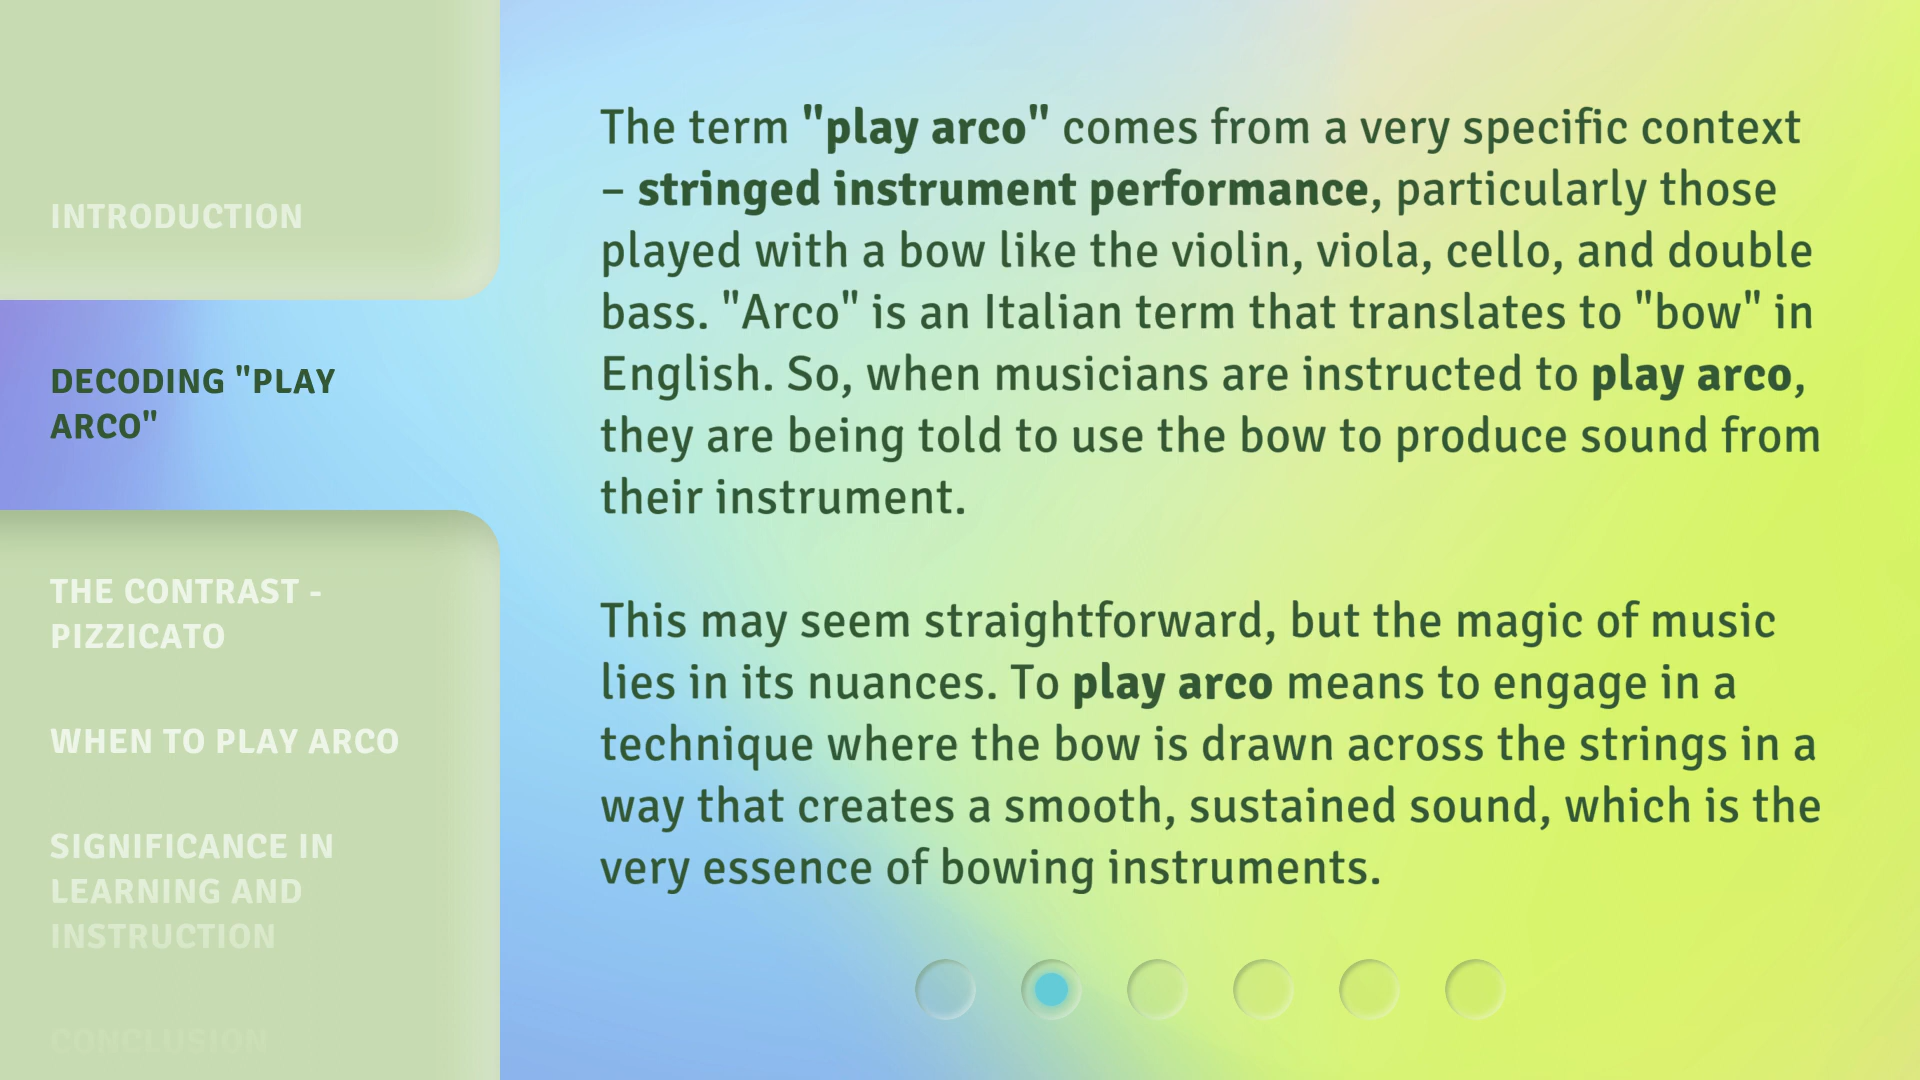 INTRODUCTION
DECODING "PLAY
ARCO"
THE CONTRAST -
PIZZICATO
WHEN TO PLAY ARCO
SIGNIFICANCE IN
LEARNING AND
INSTRUCTION
CONCLUSION
The term "play arco" comes from a very specific context
– stringed instrument performance, particularly those
played with a bow like the violin, viola, cello, and double
bass. "Arco" is an Italian term that translates to "bow" in
English. So, when musicians are instructed to play arco,
they are being told to use the bow to produce sound from
their instrument.
This may seem straightforward, but the magic of music
lies in its nuances. To play arco means to engage in a
technique where the bow is drawn across the strings in a
way that creates a smooth, sustained sound, which is the
very essence of bowing instruments.